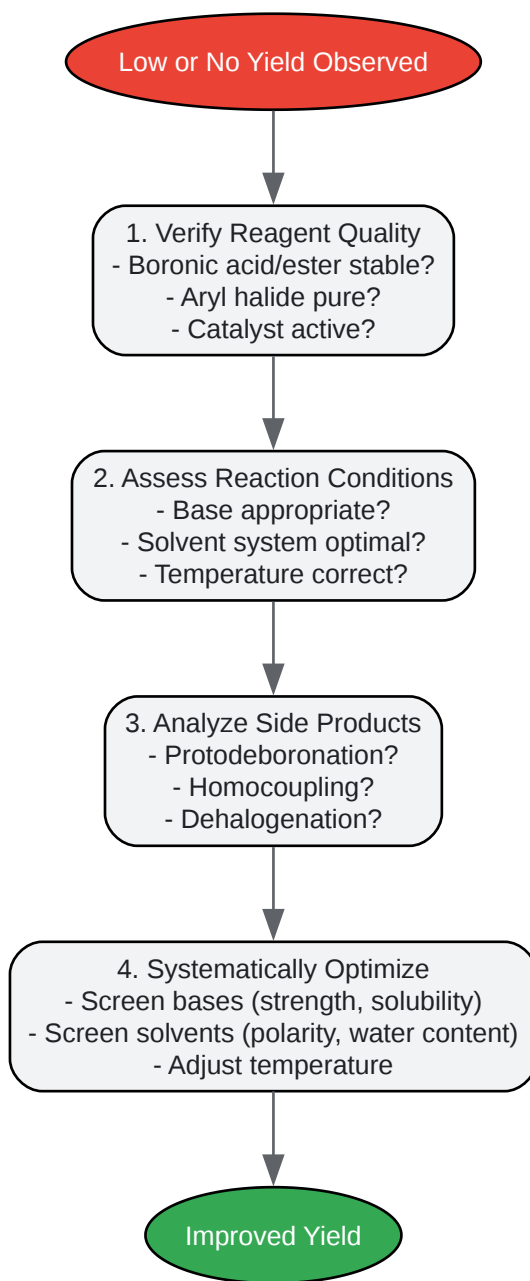 Low or No Yield Observed
1. Verify Reagent Quality
- Boronic acid/ester stable?
- Aryl halide pure?
- Catalyst active?
2. Assess Reaction Conditions
- Base appropriate?
- Solvent system optimal?
- Temperature correct?
3. Analyze Side Products
- Protodeboronation?
- Homocoupling?
- Dehalogenation?
4. Systematically Optimize
- Screen bases (strength, solubility)
- Screen solvents (polarity, water content)
- Adjust temperature
Improved Yield